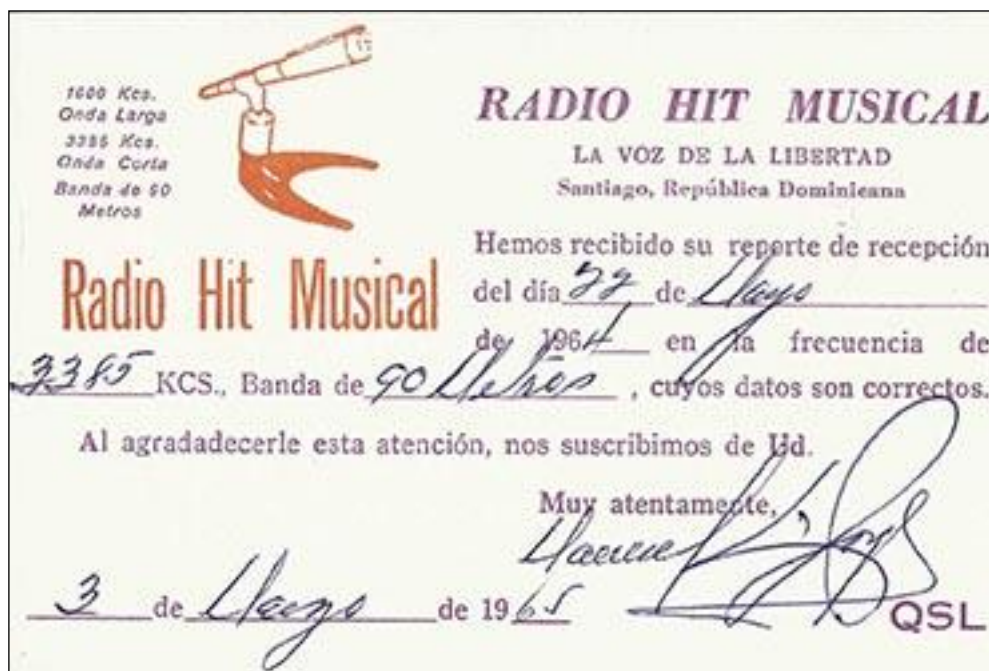 1600 Kcs.
Onda Larga
3385 Kcs.
Onda Corta
Banda de 90
Metros
Radio Hit Musical
RADIO HIT MUSICAL
LA VOZ DE LA LIBERTAD
Santiago, República Dominicana
Hemos recibido su reporte de recepción
del día 22 de Mayo
de 1964 en la frecuencia de
3385 KCS., Banda de 90 Metros, cuyos datos son correctos.
Al agradadecerle esta atención, nos suscribimos de Ud.
Muy atentamente,
Manuel
3 de Marzo de 1965
QSL